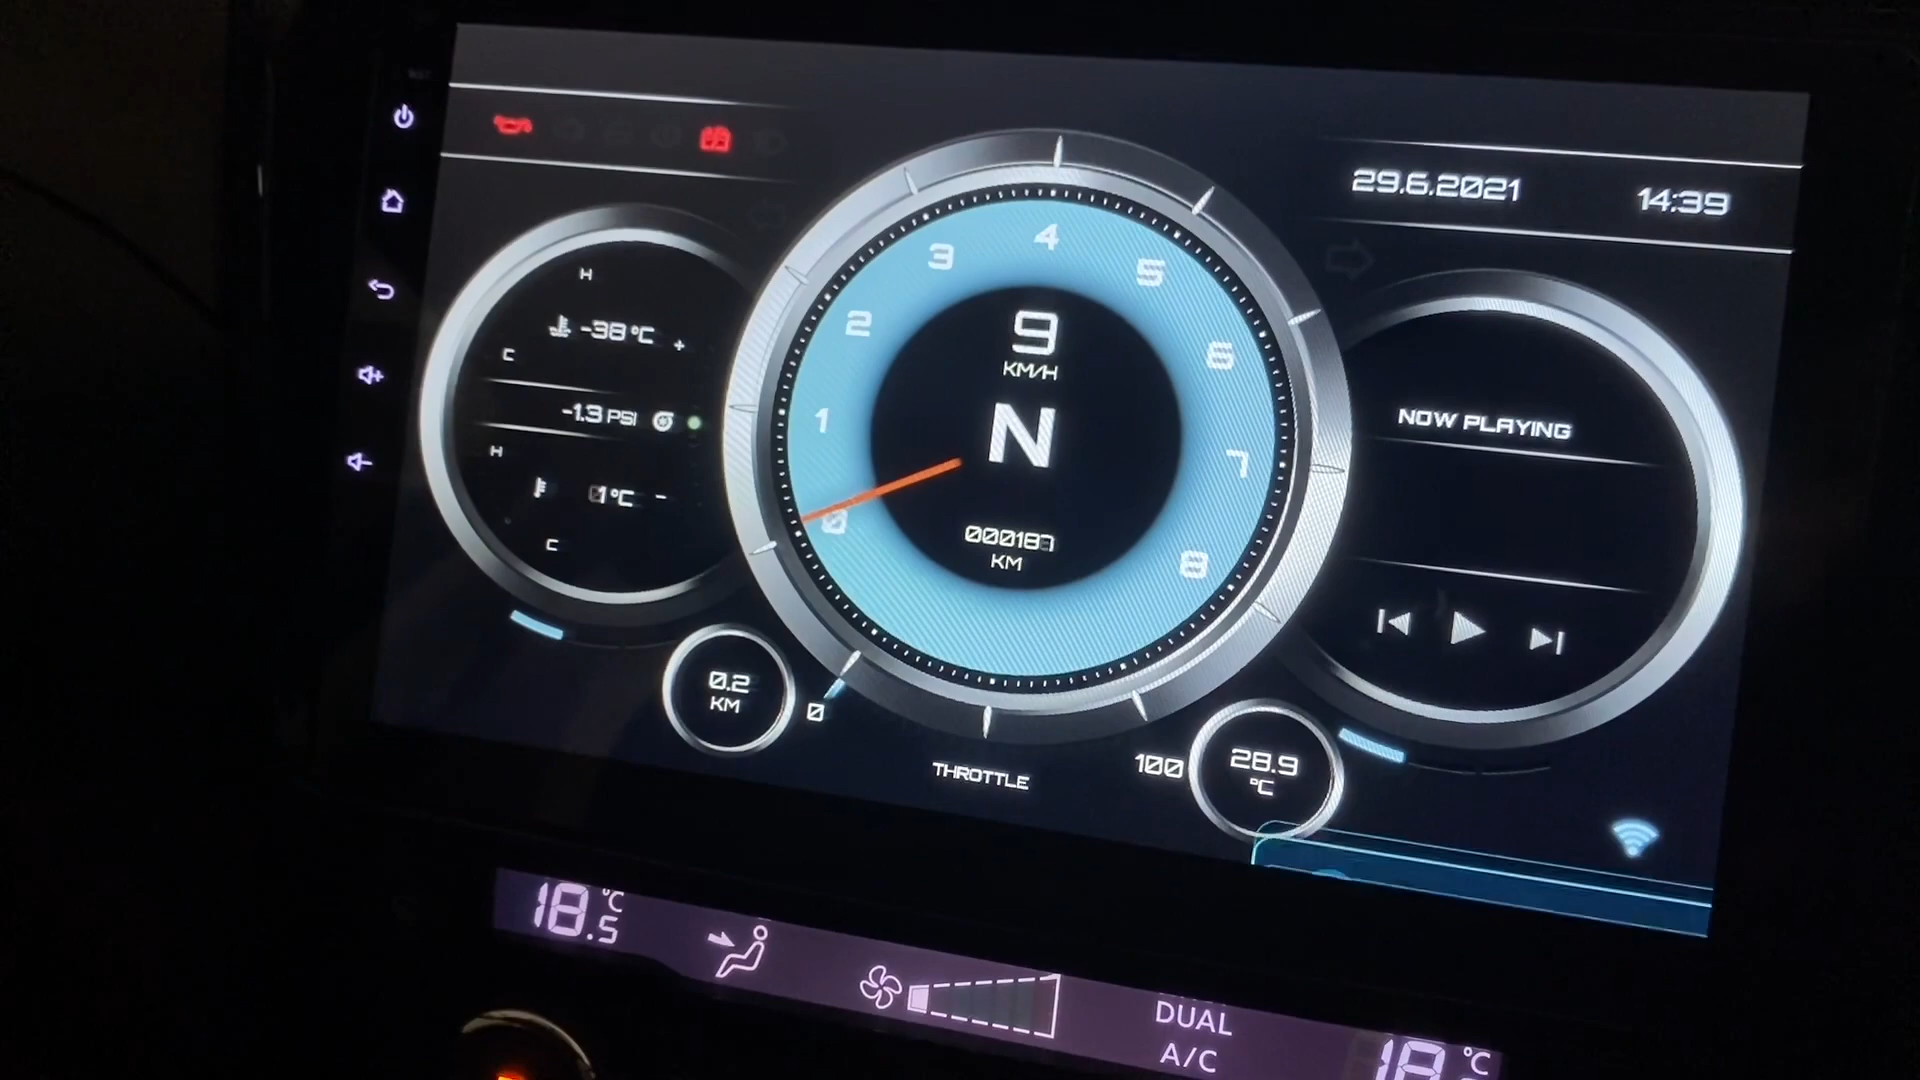 29.6.2021 14:39
H
-38°C +
C
-1.3 PSI
H
°C -
C
0 1 2 3 4 5 6 7 8
9
KM/H
N
KM
NOW PLAYING
0.2
KM
0
THROTTLE
100
28.9
°C
18.5 °C
DUAL
A/C
°C